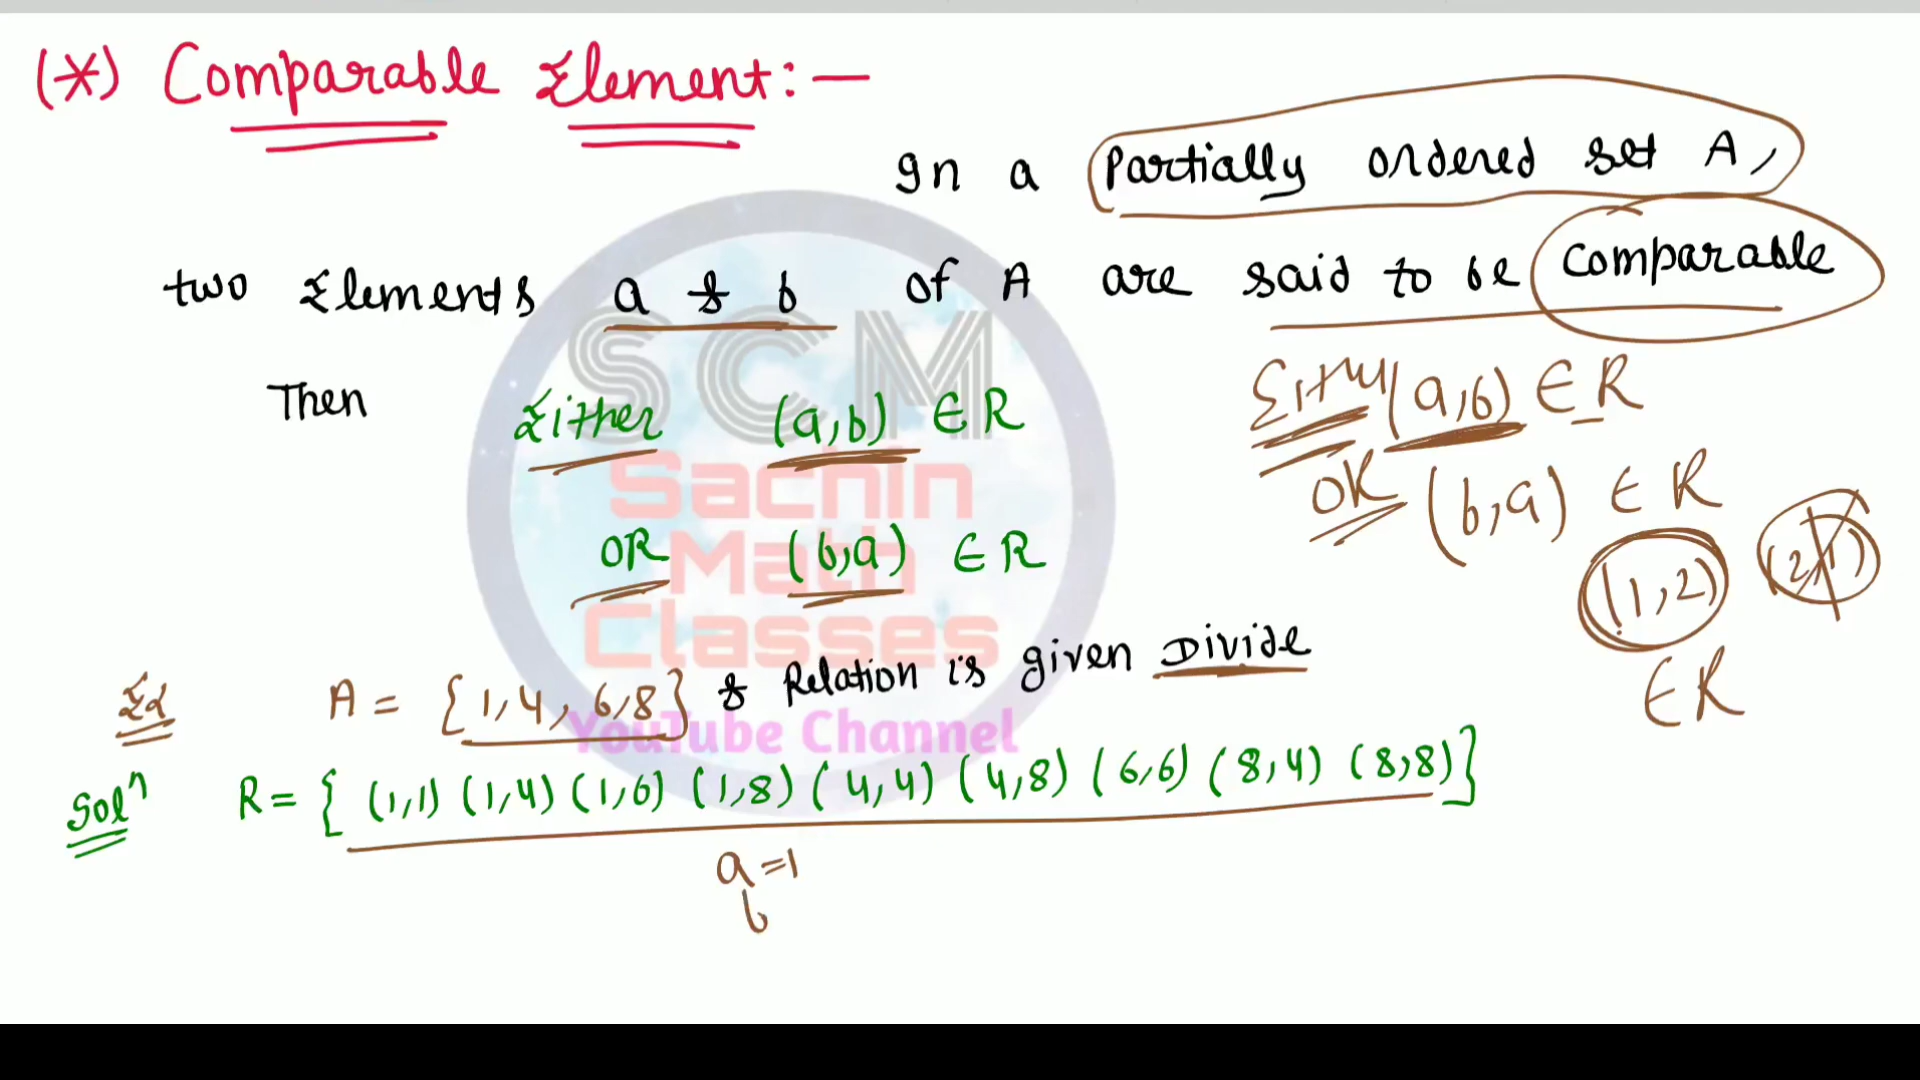 (*) Comparable Element:-
In a Partially ordered set A,
two Elements a & b of A are said to be Comparable
Then Either (a,b) ∈ R
OR (b,a) ∈ R
Either (a,b) ∈ R
OR (b,a) ∈ R
(1,2) (2,1)
∈ R
Ex A = {1,4,6,8} & Relation is given Divide
Solⁿ R = { (1,1) (1,4) (1,6) (1,8) (4,4) (4,8) (6,6) (8,4) (8,8)}
a=1
b
SCM
Sachin
Math
Classes
YouTube Channel